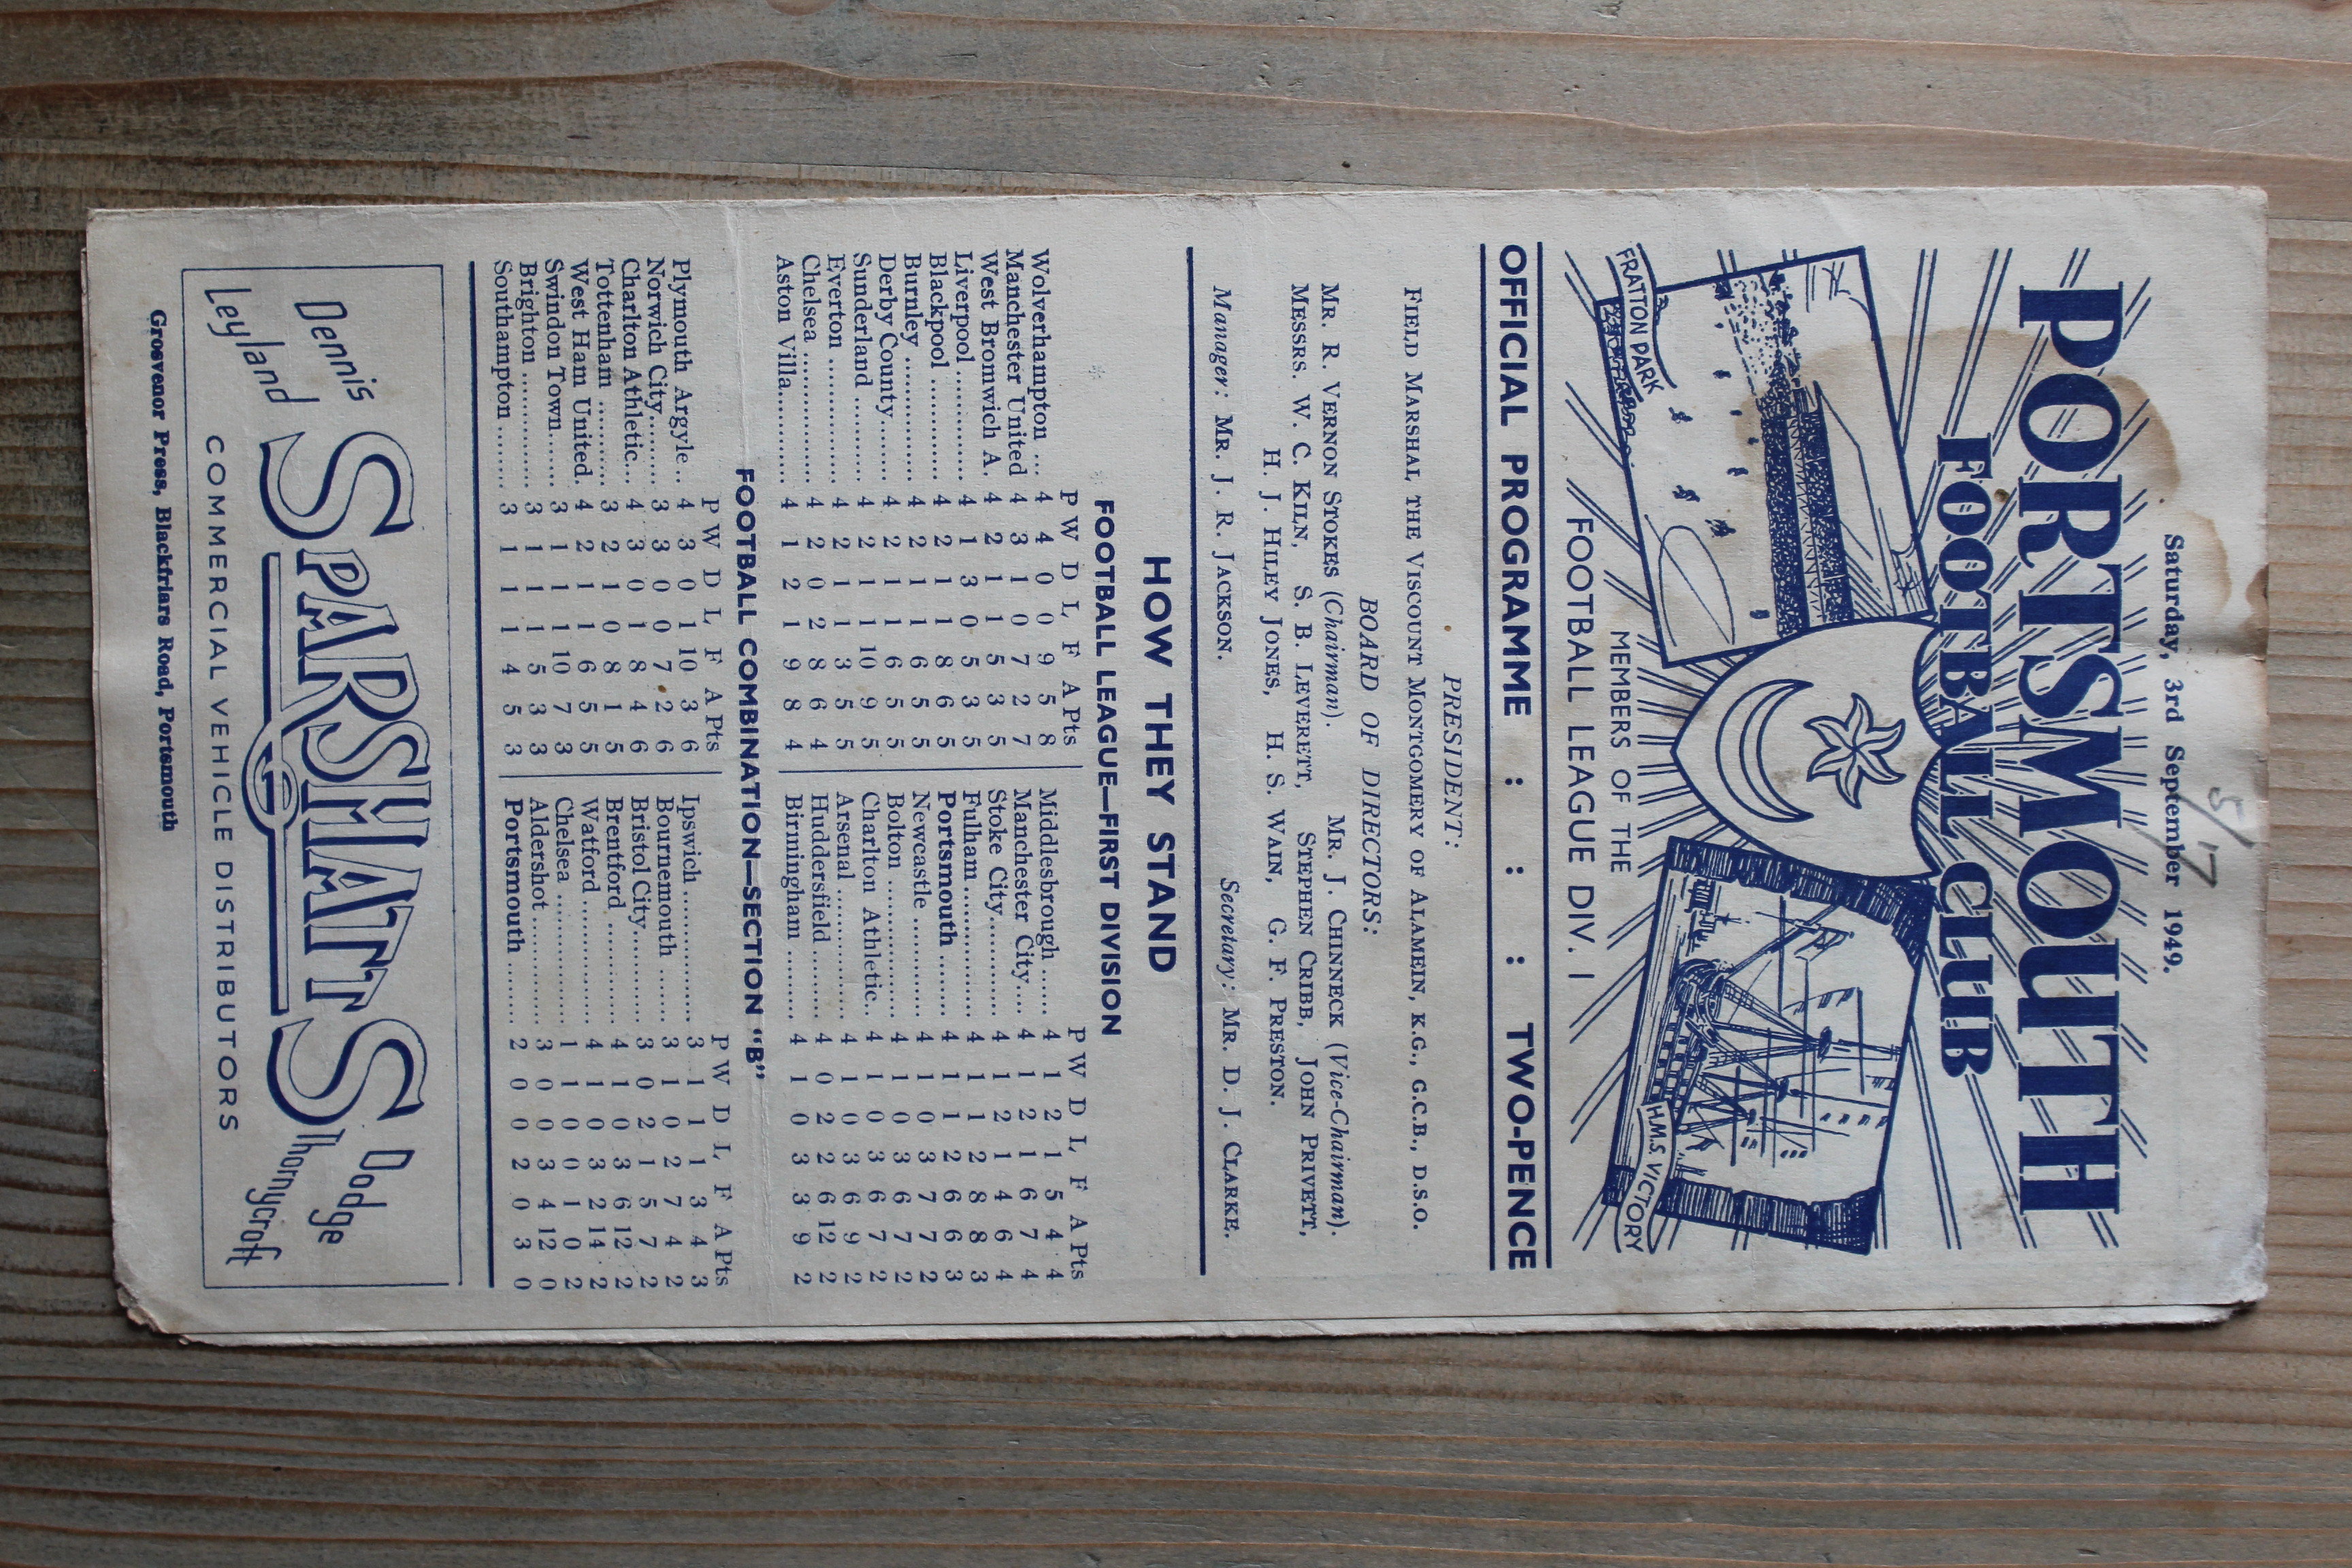 5/17
Saturday, 3rd September 1949.
PORTSMOUTH
FOOTBALL CLUB
FRATTON PARK
H.M.S. VICTORY
MEMBERS OF THE
FOOTBALL LEAGUE DIV. 1
OFFICIAL PROGRAMME : : : TWO-PENCE
PRESIDENT:
FIELD MARSHAL THE VISCOUNT MONTGOMERY OF ALAMEIN, K.G., G.C.B., D.S.O.
BOARD OF DIRECTORS:
MR. R. VERNON STOKES (Chairman). MR. J. CHINNECK (Vice-Chairman).
MESSRS. W. C. KILN, S. B. LEVERETT, STEPHEN CRIBB, JOHN PRIVETT,
H. J. HILEY JONES, H. S. WAIN, G. F. PRESTON.
Manager: MR. J. R. JACKSON. Secretary: MR. D. J. CLARKE.
HOW THEY STAND
FOOTBALL LEAGUE—FIRST DIVISION
P W D L F A Pts
Wolverhampton ... 4 4 0 0 9 5 8
Manchester United 4 3 1 0 7 2 7
West Bromwich A. 4 2 1 1 5 3 5
Liverpool ............ 4 1 3 0 5 3 5
Blackpool ............ 4 2 1 1 8 6 5
Burnley ............... 4 2 1 1 6 5 5
Derby County....... 4 2 1 1 6 5 5
Sunderland .......... 4 2 1 1 10 9 5
Everton ............... 4 2 1 1 3 5 5
Chelsea ............... 4 2 0 2 8 6 4
Aston Villa........... 4 1 2 1 9 8 4
P W D L F A Pts
Middlesbrough ...... 4 1 2 1 5 4 4
Manchester City.... 4 1 2 1 6 7 4
Stoke City............ 4 1 2 1 4 6 4
Fulham ................ 4 1 1 2 8 8 3
Portsmouth ......... 4 1 1 2 6 6 3
Newcastle ............ 4 1 0 3 7 7 2
Bolton ................. 4 1 0 3 6 7 2
Charlton Athletic.. 4 1 0 3 6 7 2
Arsenal ............... 4 1 0 3 6 9 2
Huddersfield ......... 4 0 2 2 6 12 2
Birmingham ......... 4 1 0 3 3 9 2
FOOTBALL COMBINATION—SECTION "B"
P W D L F A Pts
Plymouth Argyle.. 4 3 0 1 10 3 6
Norwich City........ 3 3 0 0 7 2 6
Charlton Athletic... 4 3 0 1 8 4 6
Tottenham ........... 3 2 1 0 8 1 5
West Ham United. 4 2 1 1 6 5 5
Swindon Town...... 3 1 1 1 10 7 3
Brighton .............. 3 1 1 1 5 3 3
Southampton ....... 3 1 1 1 4 5 3
P W D L F A Pts
Ipswich ................ 3 1 1 1 3 4 3
Bournemouth ....... 3 1 0 2 7 4 2
Bristol City........... 3 0 2 1 5 7 2
Brentford ............. 4 1 0 3 6 12 2
Watford ............... 4 1 0 3 2 14 2
Chelsea ............... 1 1 0 0 1 0 2
Aldershot ............. 3 0 0 3 4 12 0
Portsmouth ......... 2 0 0 2 0 3 0
Dennis
Leyland
SPARSHATTS
Dodge
Thornycroft
COMMERCIAL VEHICLE DISTRIBUTORS
Grosvenor Press, Blackfriars Road, Portsmouth